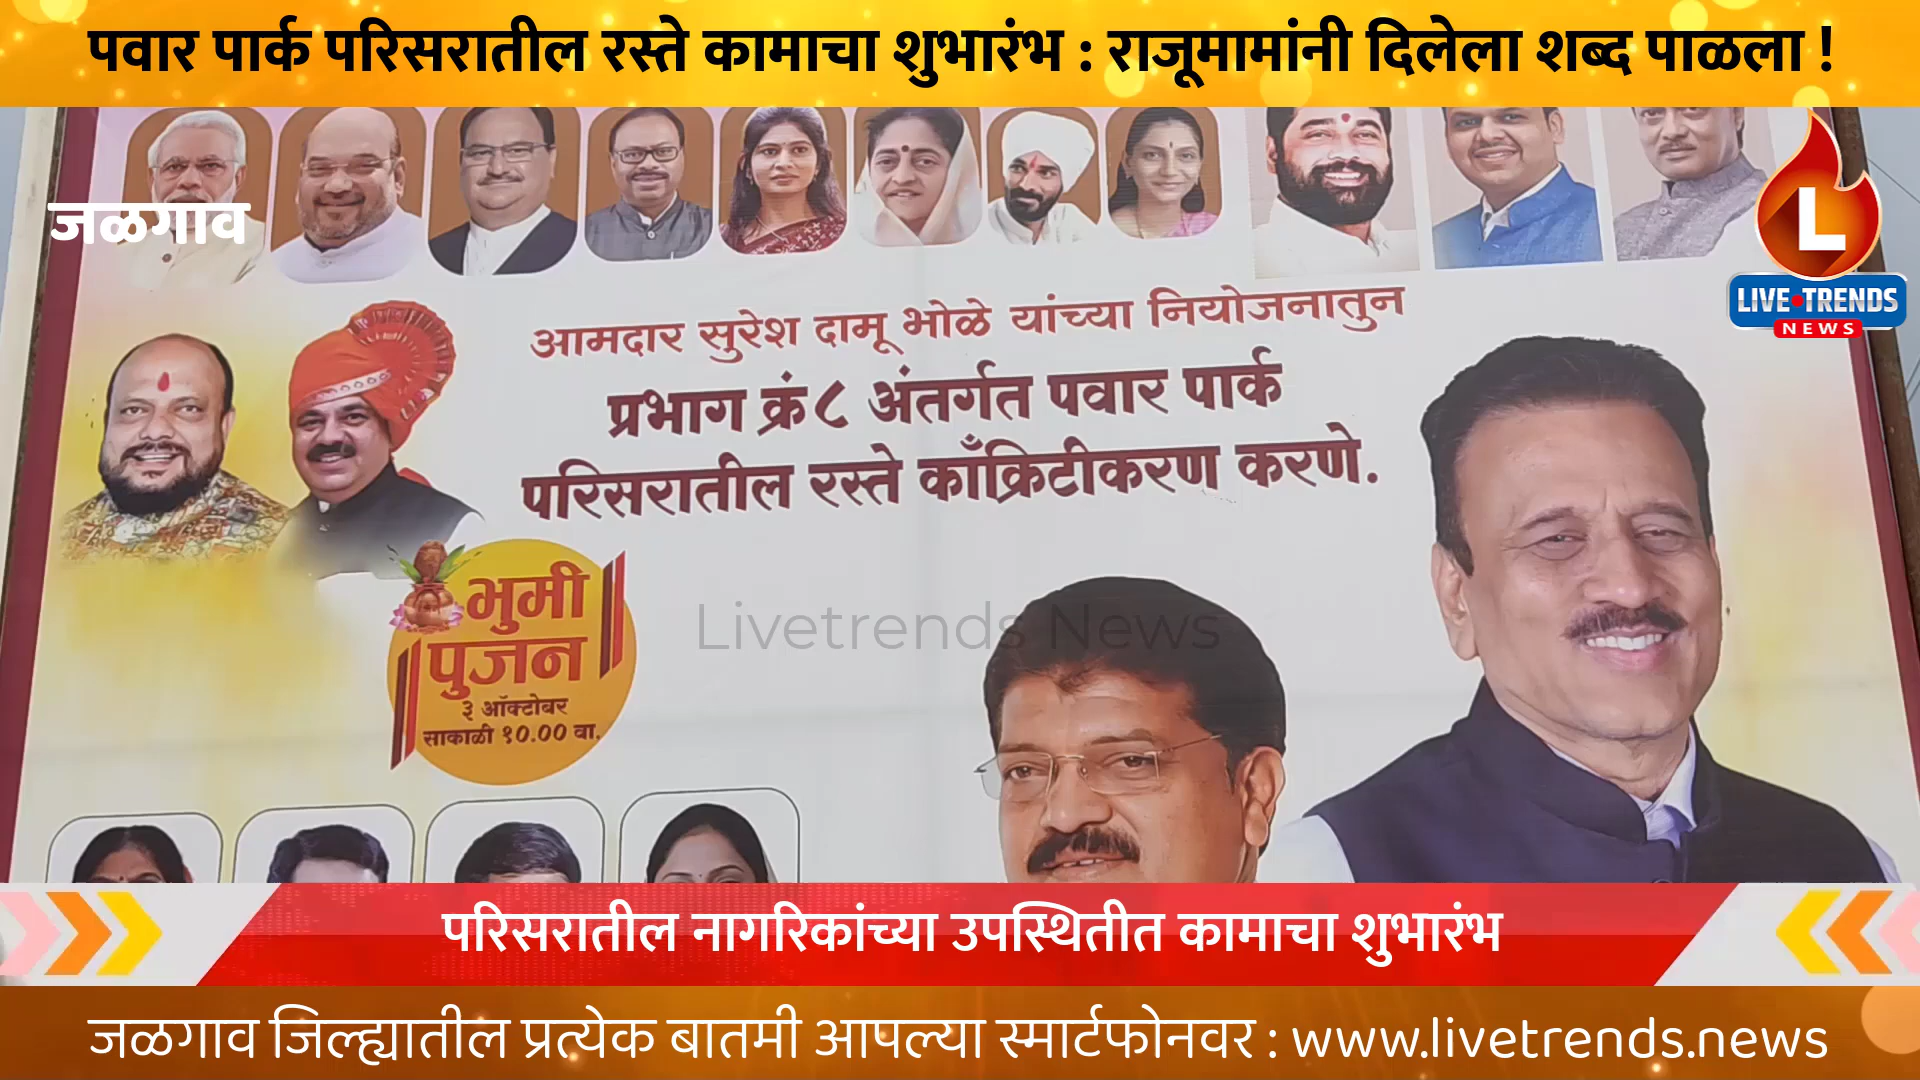 पवार पार्क परिसरातील रस्ते कामाचा शुभारंभ : राजूमामांनी दिलेला शब्द पाळला !
जळगाव
L
LIVE•TRENDS
NEWS
आमदार सुरेश दामू भोळे यांच्या नियोजनातुन
प्रभाग क्रं८ अंतर्गत पवार पार्क
परिसरातील रस्ते काँक्रिटीकरण करणे.
भुमी
पुजन
३ ऑक्टोबर
साकाळी १०.00 वा.
Livetrends News
परिसरातील नागरिकांच्या उपस्थितीत कामाचा शुभारंभ
जळगाव जिल्ह्यातील प्रत्येक बातमी आपल्या स्मार्टफोनवर : www.livetrends.news